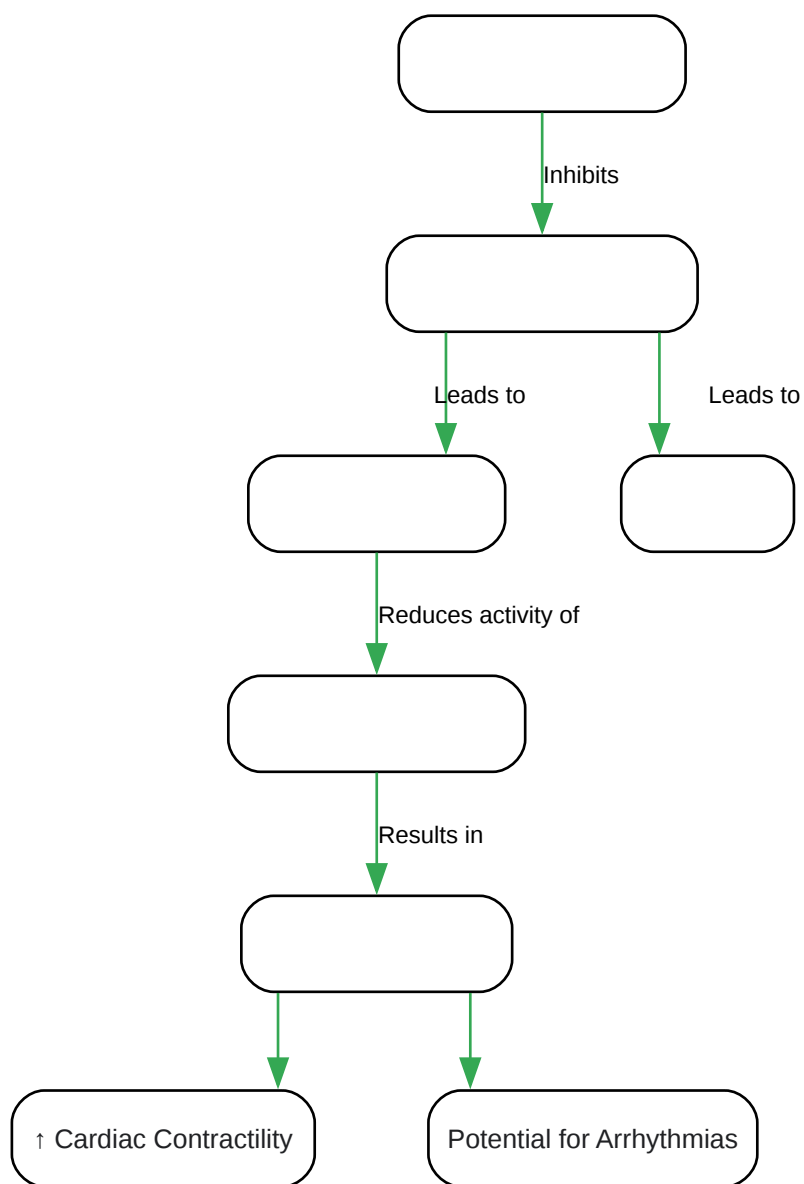 Inhibits
Leads to
Leads to
Reduces activity of
Results in
↑ Cardiac Contractility
Potential for Arrhythmias